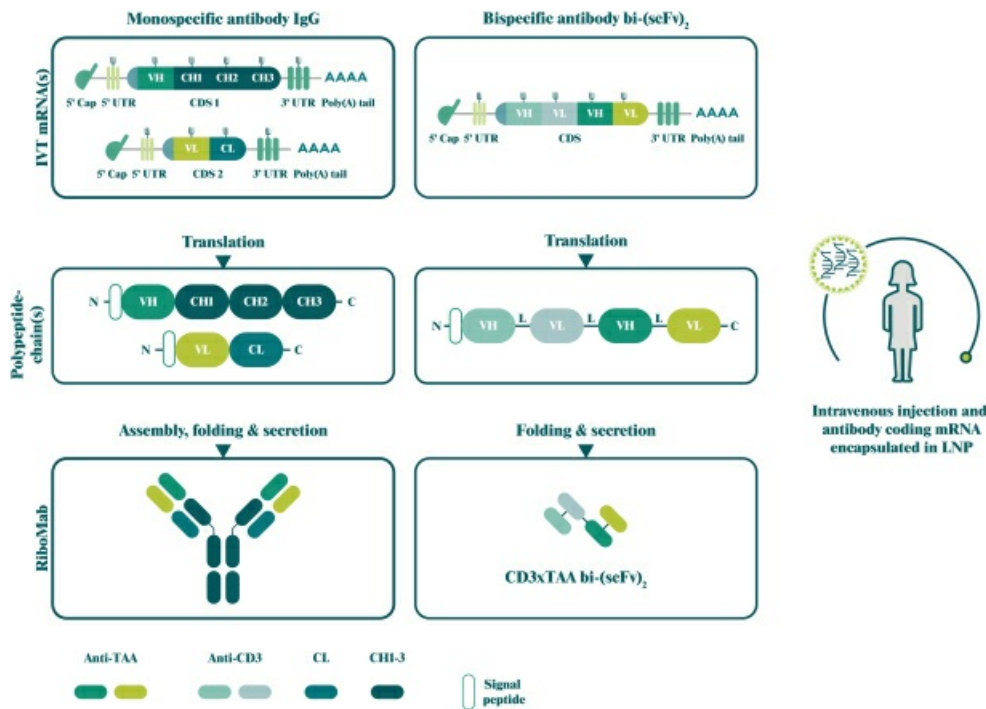 Monospecific antibody IgG
Bispecific antibody bi-(scFv)2
IVT mRNA(s)
VH CH1 CH2 CH3
AAAA
5' Cap 5' UTR CDS 1 3' UTR Poly(A) tail
VL CL
AAAA
5' Cap 5' UTR CDS 2 3' UTR Poly(A) tail
VH VL VH VL
AAAA
5' Cap 5' UTR CDS 3' UTR Poly(A) tail
Translation
Translation
Polypeptide-
chain(s)
N VH CH1 CH2 CH3 C
N VL CL C
N VH L VL L VH L VL C
Intravenous injection and
antibody coding mRNA
encapsulated in LNP
Assembly, folding & secretion
Folding & secretion
RiboMab
CD3xTAA bi-(scFv)2
Anti-TAA
Anti-CD3
CL
CH1-3
Signal
peptide